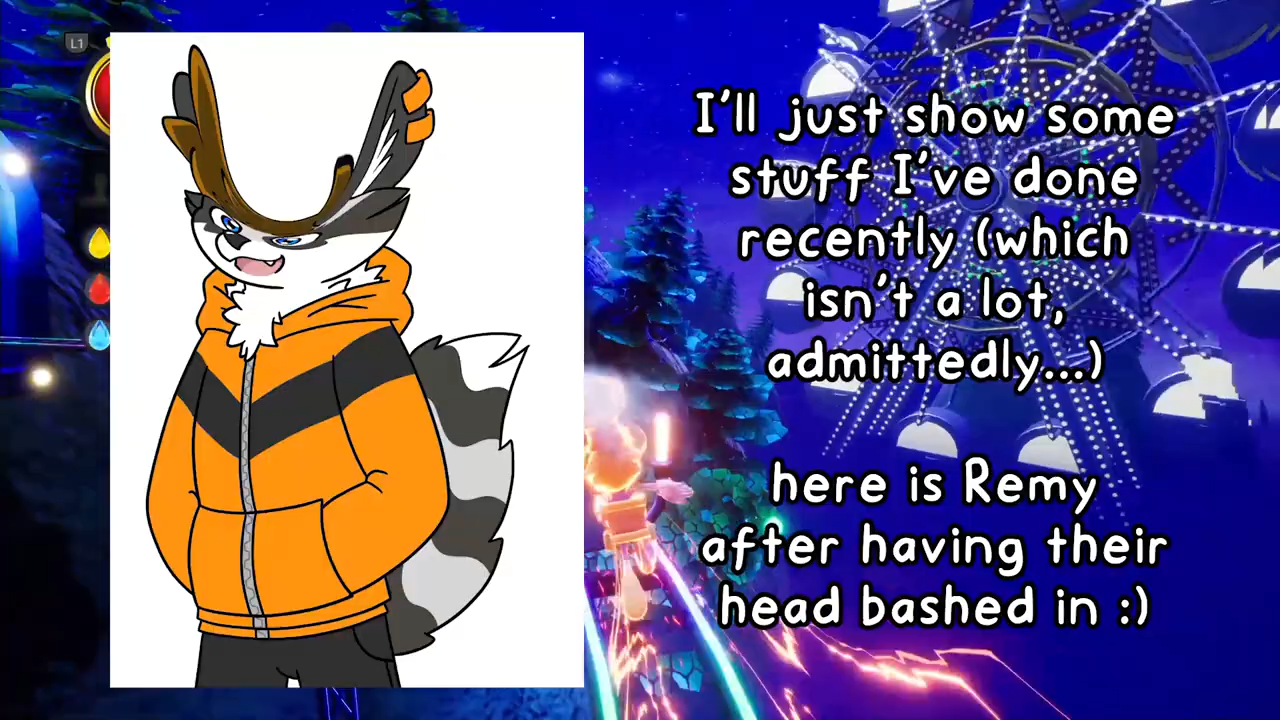 L1
I'll just show some
stuff I've done
recently (which
isn't a lot,
admittedly...)
here is Remy
after having their
head bashed in :)